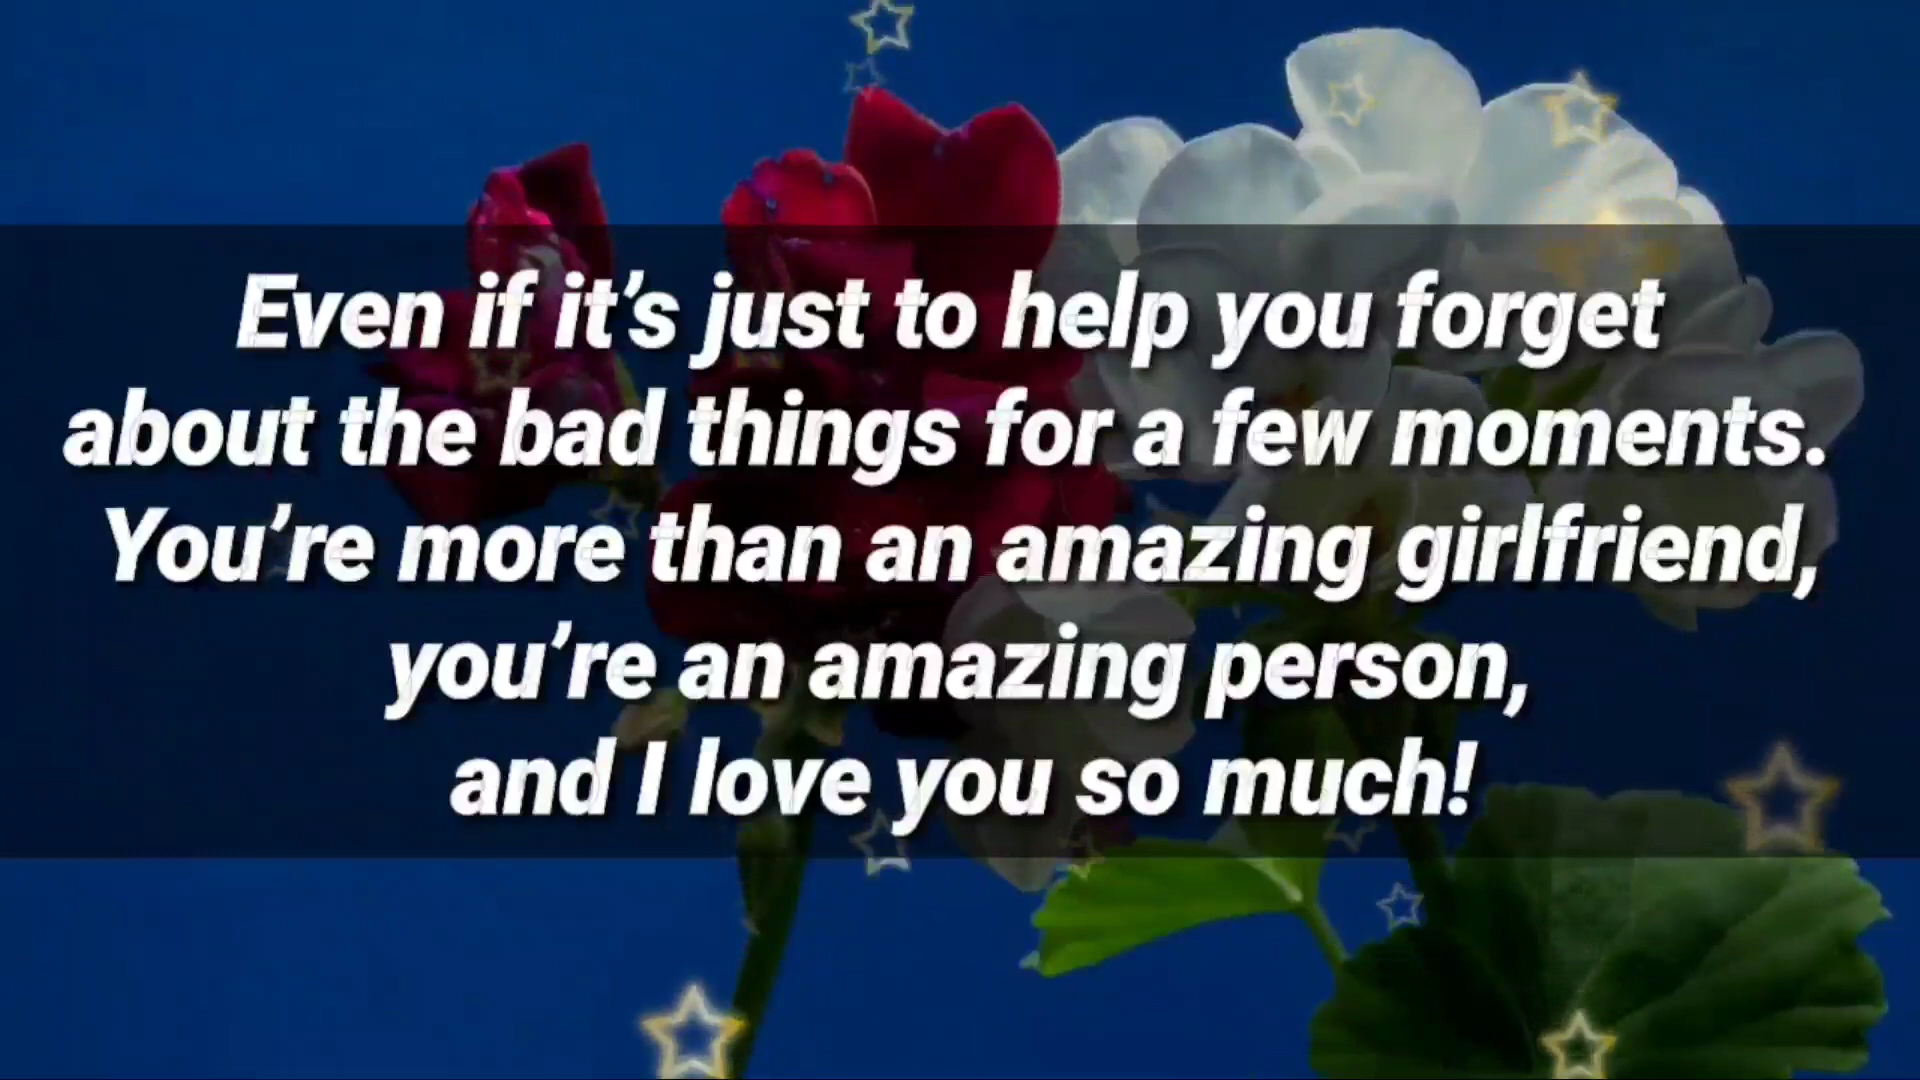 Even if it’s just to help you forget
about the bad things for a few moments.
You’re more than an amazing girlfriend,
you’re an amazing person,
and I love you so much!